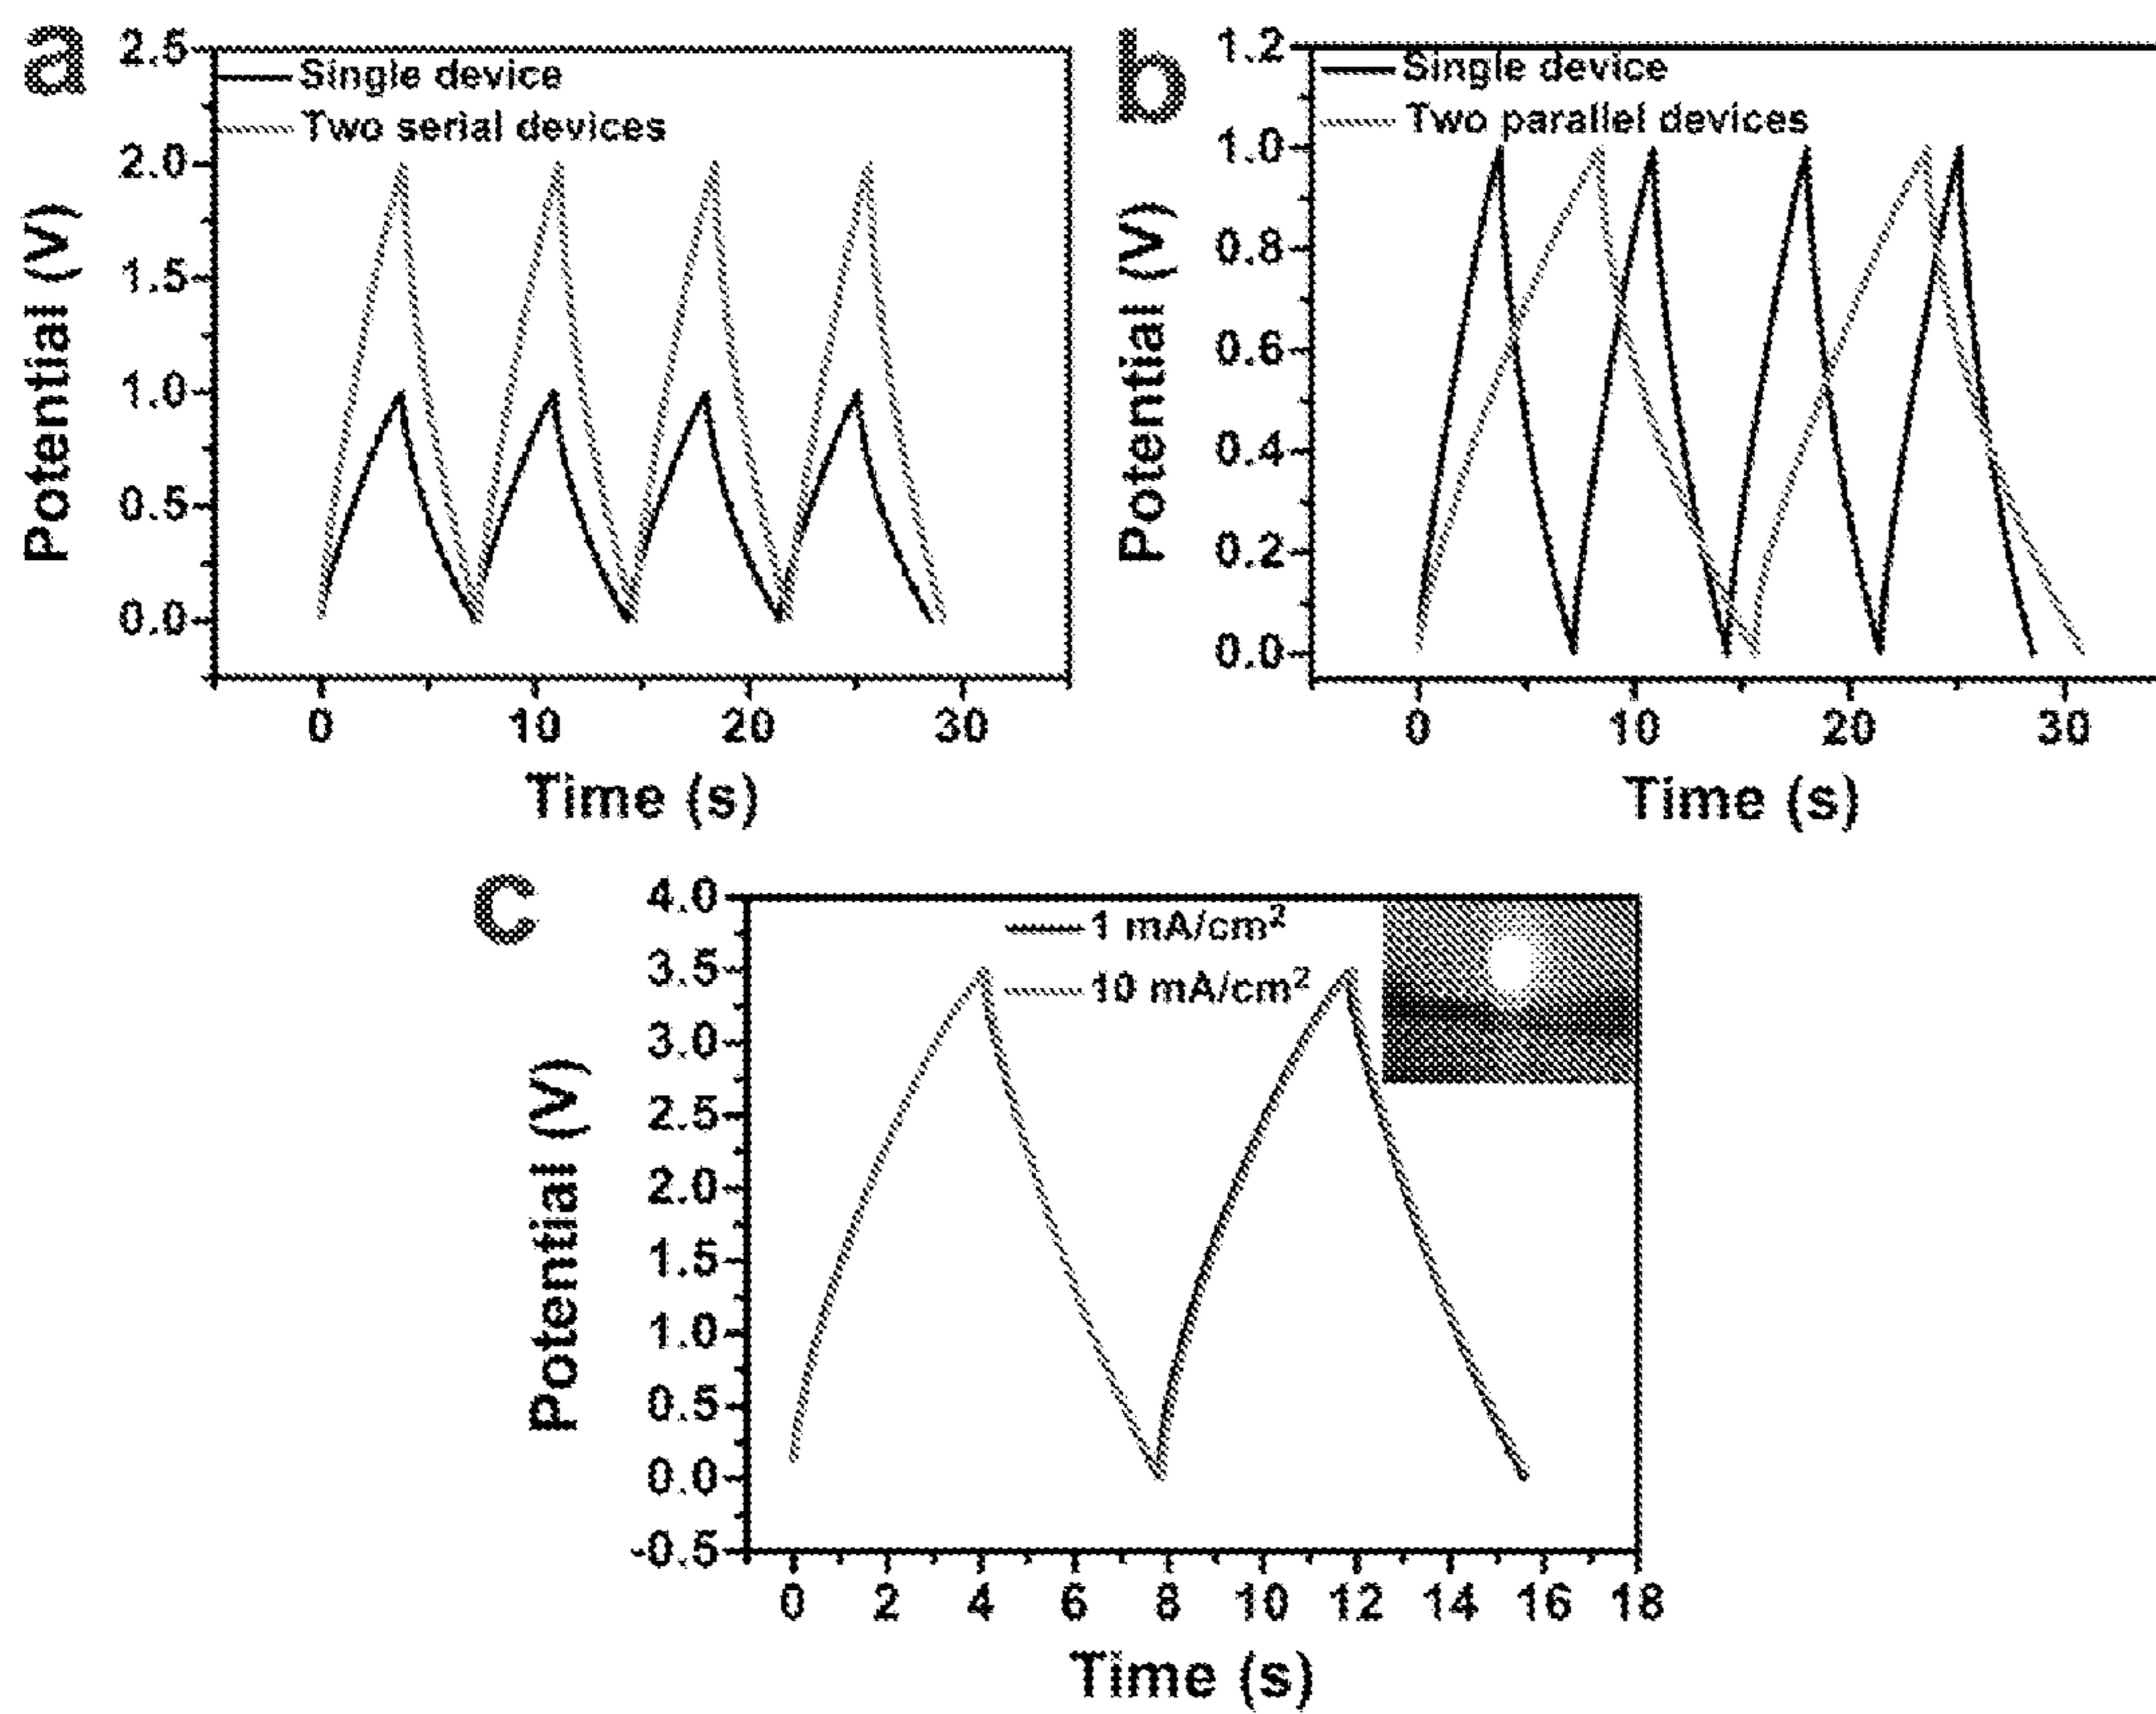 a
2.5
Single device
Two serial devices
2.0
1.5
1.0
0.5
0.0
Potential (V)
0 10 20 30
Time (s)
b
1.2
Single device
Two parallel devices
1.0
0.8
0.6
0.4
0.2
0.0
Potential (V)
0 10 20 30
Time (s)
c
4.0
1 mA/cm²
3.5
10 mA/cm²
3.0
2.5
2.0
1.5
1.0
0.5
0.0
-0.5
Potential (V)
0 2 4 6 8 10 12 14 16 18
Time (s)